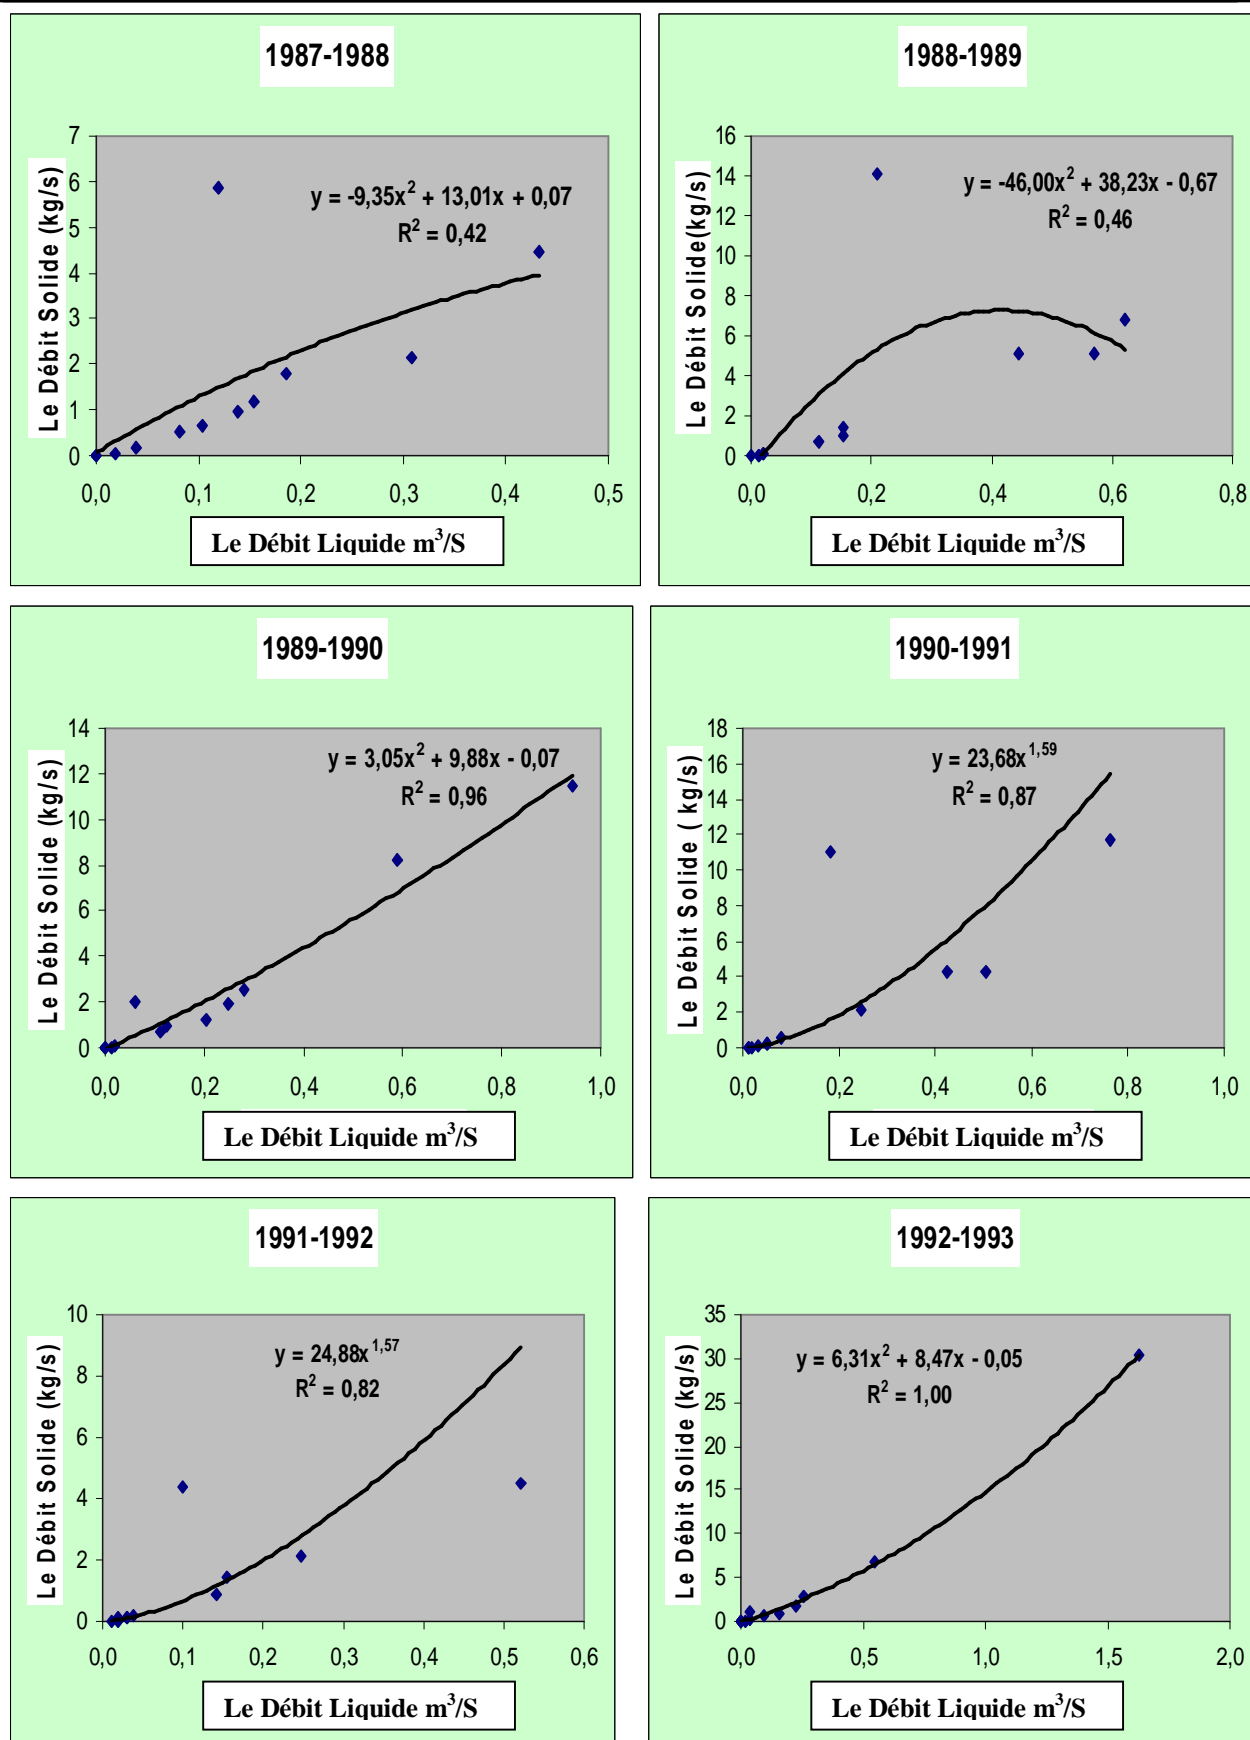 1987-1988
7
6
5
4
3
2
1
0
Le Débit Solide (kg/s)
y = -9,35x² + 13,01x + 0,07
R² = 0,42
0,0 0,1 0,2 0,3 0,4 0,5
Le Débit Liquide m³/S
1988-1989
16
14
12
10
8
6
4
2
0
Le Débit Solide(kg/s)
y = -46,00x² + 38,23x - 0,67
R² = 0,46
0,0 0,2 0,4 0,6 0,8
Le Débit Liquide m³/S
1989-1990
14
12
10
8
6
4
2
0
Le Débit Solide (kg/s)
y = 3,05x² + 9,88x - 0,07
R² = 0,96
0,0 0,2 0,4 0,6 0,8 1,0
Le Débit Liquide m³/S
1990-1991
18
16
14
12
10
8
6
4
2
0
Le Débit Solide ( kg/s)
y = 23,68x¹,⁵⁹
R² = 0,87
0,0 0,2 0,4 0,6 0,8 1,0
Le Débit Liquide m³/S
1991-1992
10
8
6
4
2
0
Le Débit Solide (kg/s)
y = 24,88x¹,⁵⁷
R² = 0,82
0,0 0,1 0,2 0,3 0,4 0,5 0,6
Le Débit Liquide m³/S
1992-1993
35
30
25
20
15
10
5
0
Le Débit Solide (kg/s)
y = 6,31x² + 8,47x - 0,05
R² = 1,00
0,0 0,5 1,0 1,5 2,0
Le Débit Liquide m³/S